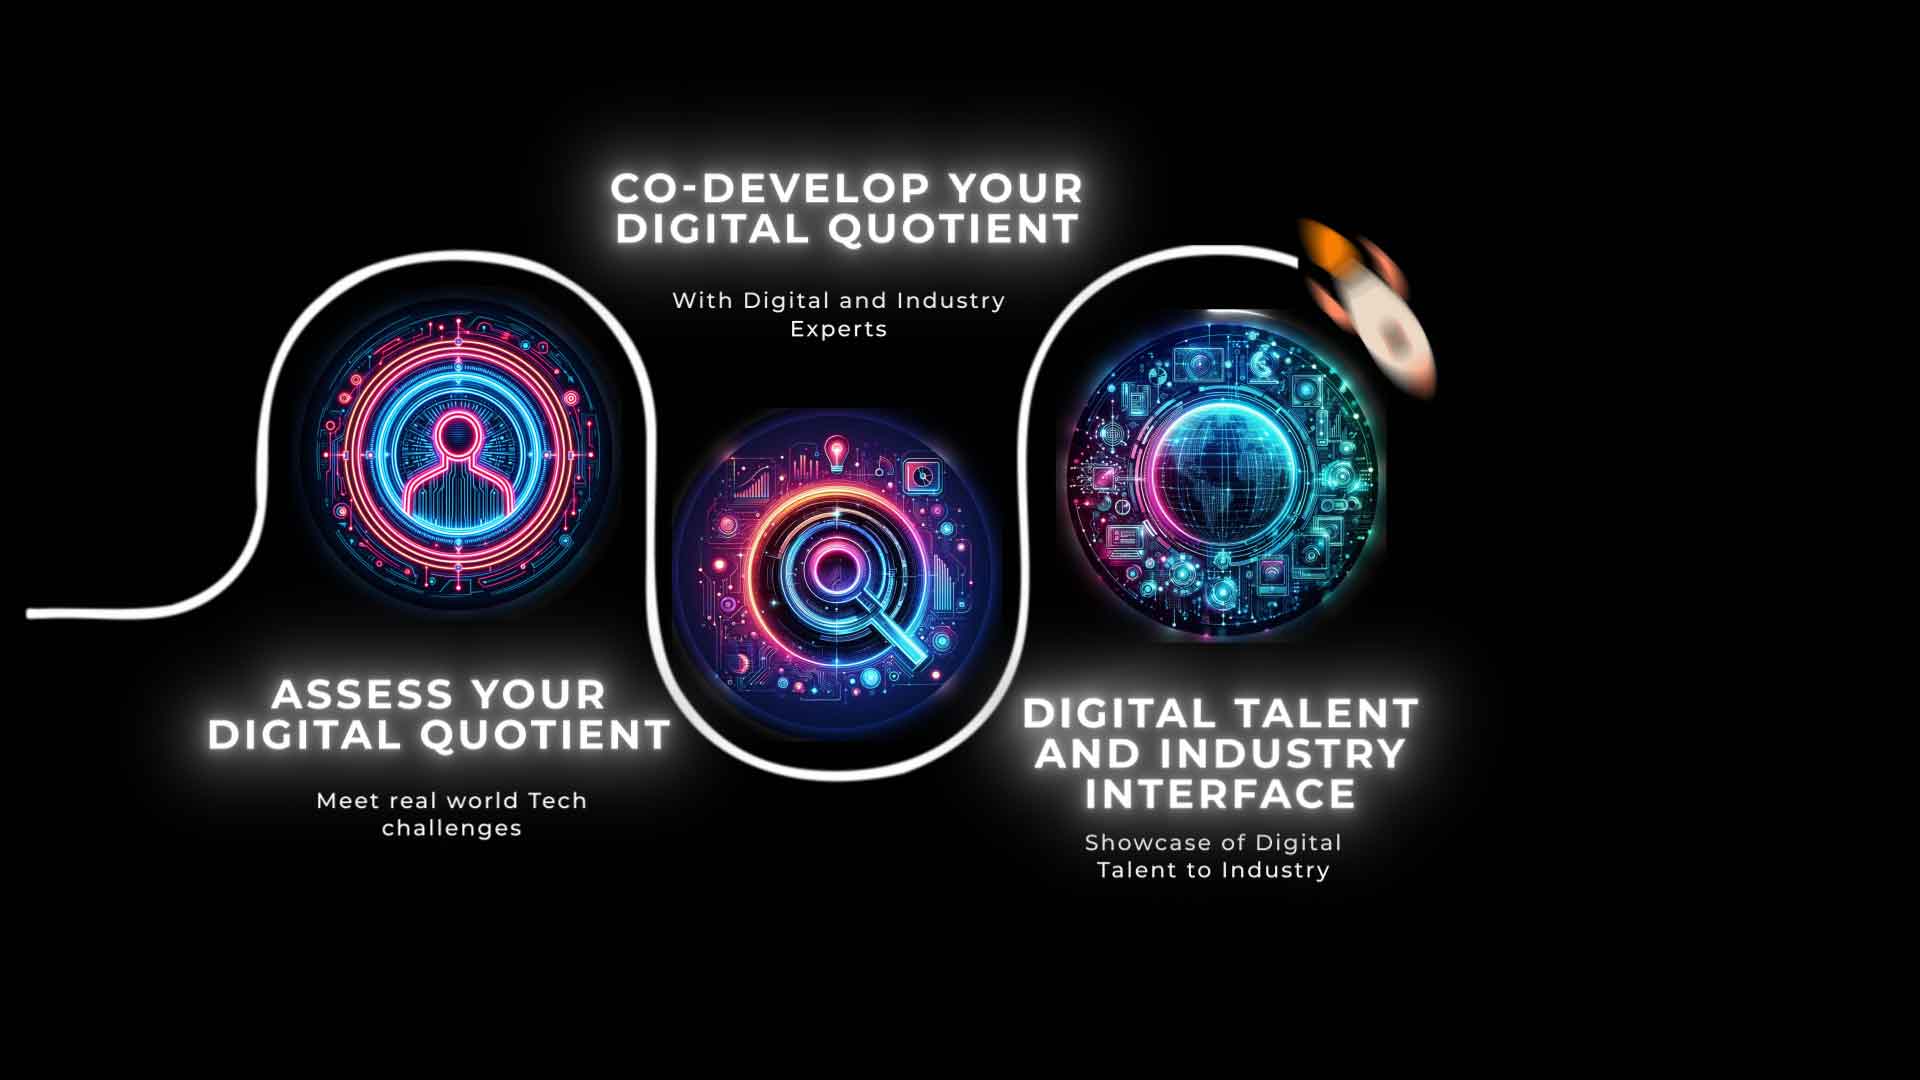 CO-DEVELOP YOUR
DIGITAL QUOTIENT
With Digital and Industry
Experts
ASSESS YOUR
DIGITAL QUOTIENT
Meet real world Tech
challenges
DIGITAL TALENT
AND INDUSTRY
INTERFACE
Showcase of Digital
Talent to Industry